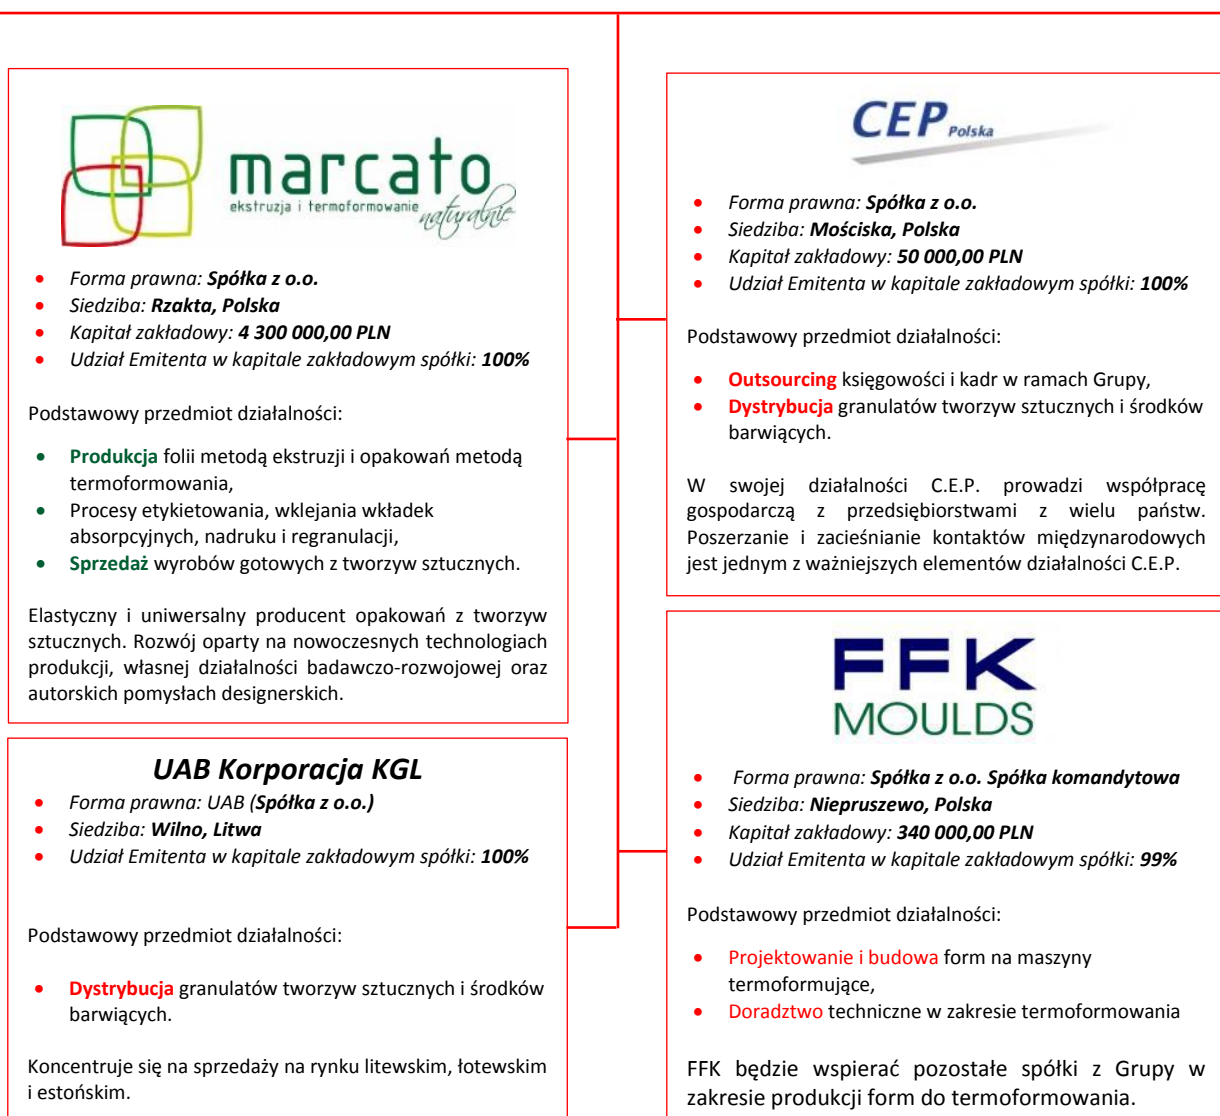 marcato
ekstruzja i termoformowanie
naturalnie
Forma prawna: Spółka z o.o.
Siedziba: Rzakta, Polska
Kapitał zakładowy: 4 300 000,00 PLN
Udział Emitenta w kapitale zakładowym spółki: 100%
Podstawowy przedmiot działalności:
Produkcja folii metodą ekstruzji i opakowań metodą
termoformowania,
Procesy etykietowania, wklejania wkładek
absorpcyjnych, nadruku i regranulacji,
Sprzedaż wyrobów gotowych z tworzyw sztucznych.
Elastyczny i uniwersalny producent opakowań z tworzyw
sztucznych. Rozwój oparty na nowoczesnych technologiach
produkcji, własnej działalności badawczo-rozwojowej oraz
autorskich pomysłach designerskich.
UAB Korporacja KGL
Forma prawna: UAB (Spółka z o.o.)
Siedziba: Wilno, Litwa
Udział Emitenta w kapitale zakładowym spółki: 100%
Podstawowy przedmiot działalności:
Dystrybucja granulatów tworzyw sztucznych i środków
barwiących.
Koncentruje się na sprzedaży na rynku litewskim, łotewskim
i estońskim.
CEP Polska
Forma prawna: Spółka z o.o.
Siedziba: Mościska, Polska
Kapitał zakładowy: 50 000,00 PLN
Udział Emitenta w kapitale zakładowym spółki: 100%
Podstawowy przedmiot działalności:
Outsourcing księgowości i kadr w ramach Grupy,
Dystrybucja granulatów tworzyw sztucznych i środków
barwiących.
W swojej działalności C.E.P. prowadzi współpracę
gospodarczą z przedsiębiorstwami z wielu państw.
Poszerzanie i zacieśnianie kontaktów międzynarodowych
jest jednym z ważniejszych elementów działalności C.E.P.
FFK
MOULDS
Forma prawna: Spółka z o.o. Spółka komandytowa
Siedziba: Niepruszewo, Polska
Kapitał zakładowy: 340 000,00 PLN
Udział Emitenta w kapitale zakładowym spółki: 99%
Podstawowy przedmiot działalności:
Projektowanie i budowa form na maszyny
termoformujące,
Doradztwo techniczne w zakresie termoformowania
FFK będzie wspierać pozostałe spółki z Grupy w
zakresie produkcji form do termoformowania.